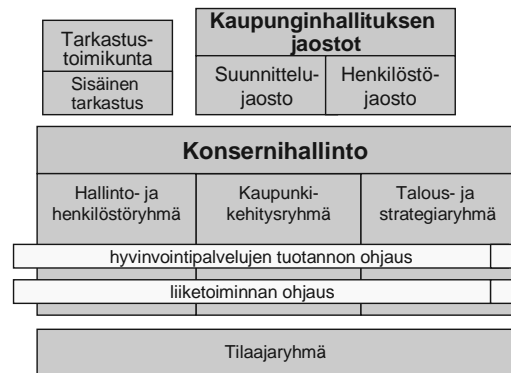 Tarkastus-
toimikunta
Sisäinen
tarkastus
Kaupunginhallituksen
jaostot
Suunnittelu-
jaosto
Henkilöstö-
jaosto
Konsernihallinto
Hallinto- ja
henkilöstöryhmä
Kaupunki-
kehitysryhmä
Talous- ja
strategiaryhmä
hyvinvointipalvelujen tuotannon ohjaus
liiketoiminnan ohjaus
Tilaajaryhmä